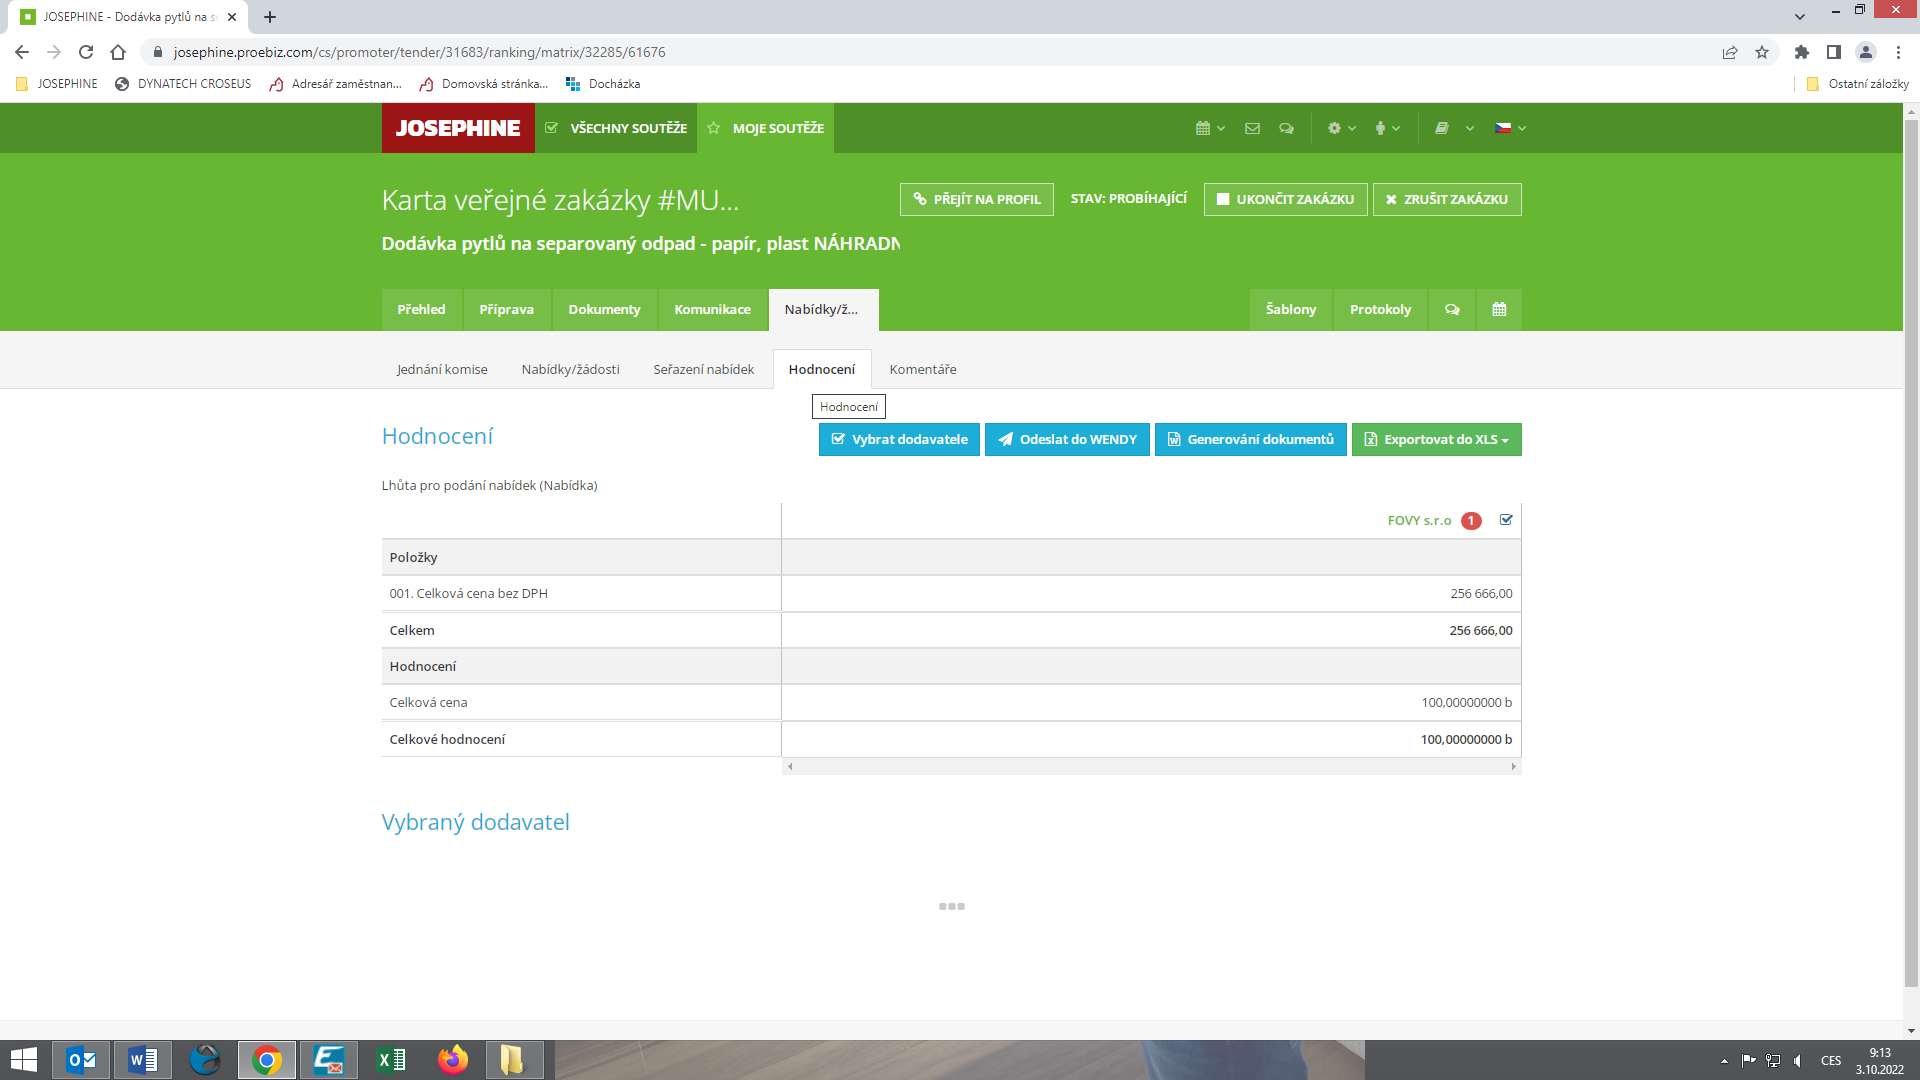 JOSEPHINE - Dodávka pytlů na s
josephine.proebiz.com/cs/promoter/tender/31683/ranking/matrix/32285/61676
JOSEPHINE
DYNATECH CROSEUS
Adresář zaměstnan...
Domovská stránka...
Docházka
Ostatní záložky
JOSEPHINE
VŠECHNY SOUTĚŽE
MOJE SOUTĚŽE
Karta veřejné zakázky #MU...
PŘEJÍT NA PROFIL
STAV: PROBÍHAJÍCÍ
UKONČIT ZAKÁZKU
ZRUŠIT ZAKÁZKU
Dodávka pytlů na separovaný odpad - papír, plast NÁHRADN
Přehled
Příprava
Dokumenty
Komunikace
Nabídky/ž...
Šablony
Protokoly
Jednání komise
Nabídky/žádosti
Seřazení nabídek
Hodnocení
Komentáře
Hodnocení
Hodnocení
Vybrat dodavatele
Odeslat do WENDY
Generování dokumentů
Exportovat do XLS
Lhůta pro podání nabídek (Nabídka)
FOVY s.r.o 1
Položky
001. Celková cena bez DPH 256 666,00
Celkem 256 666,00
Hodnocení
Celková cena 100,00000000 b
Celkové hodnocení 100,00000000 b
Vybraný dodavatel
CES
9:13
3.10.2022